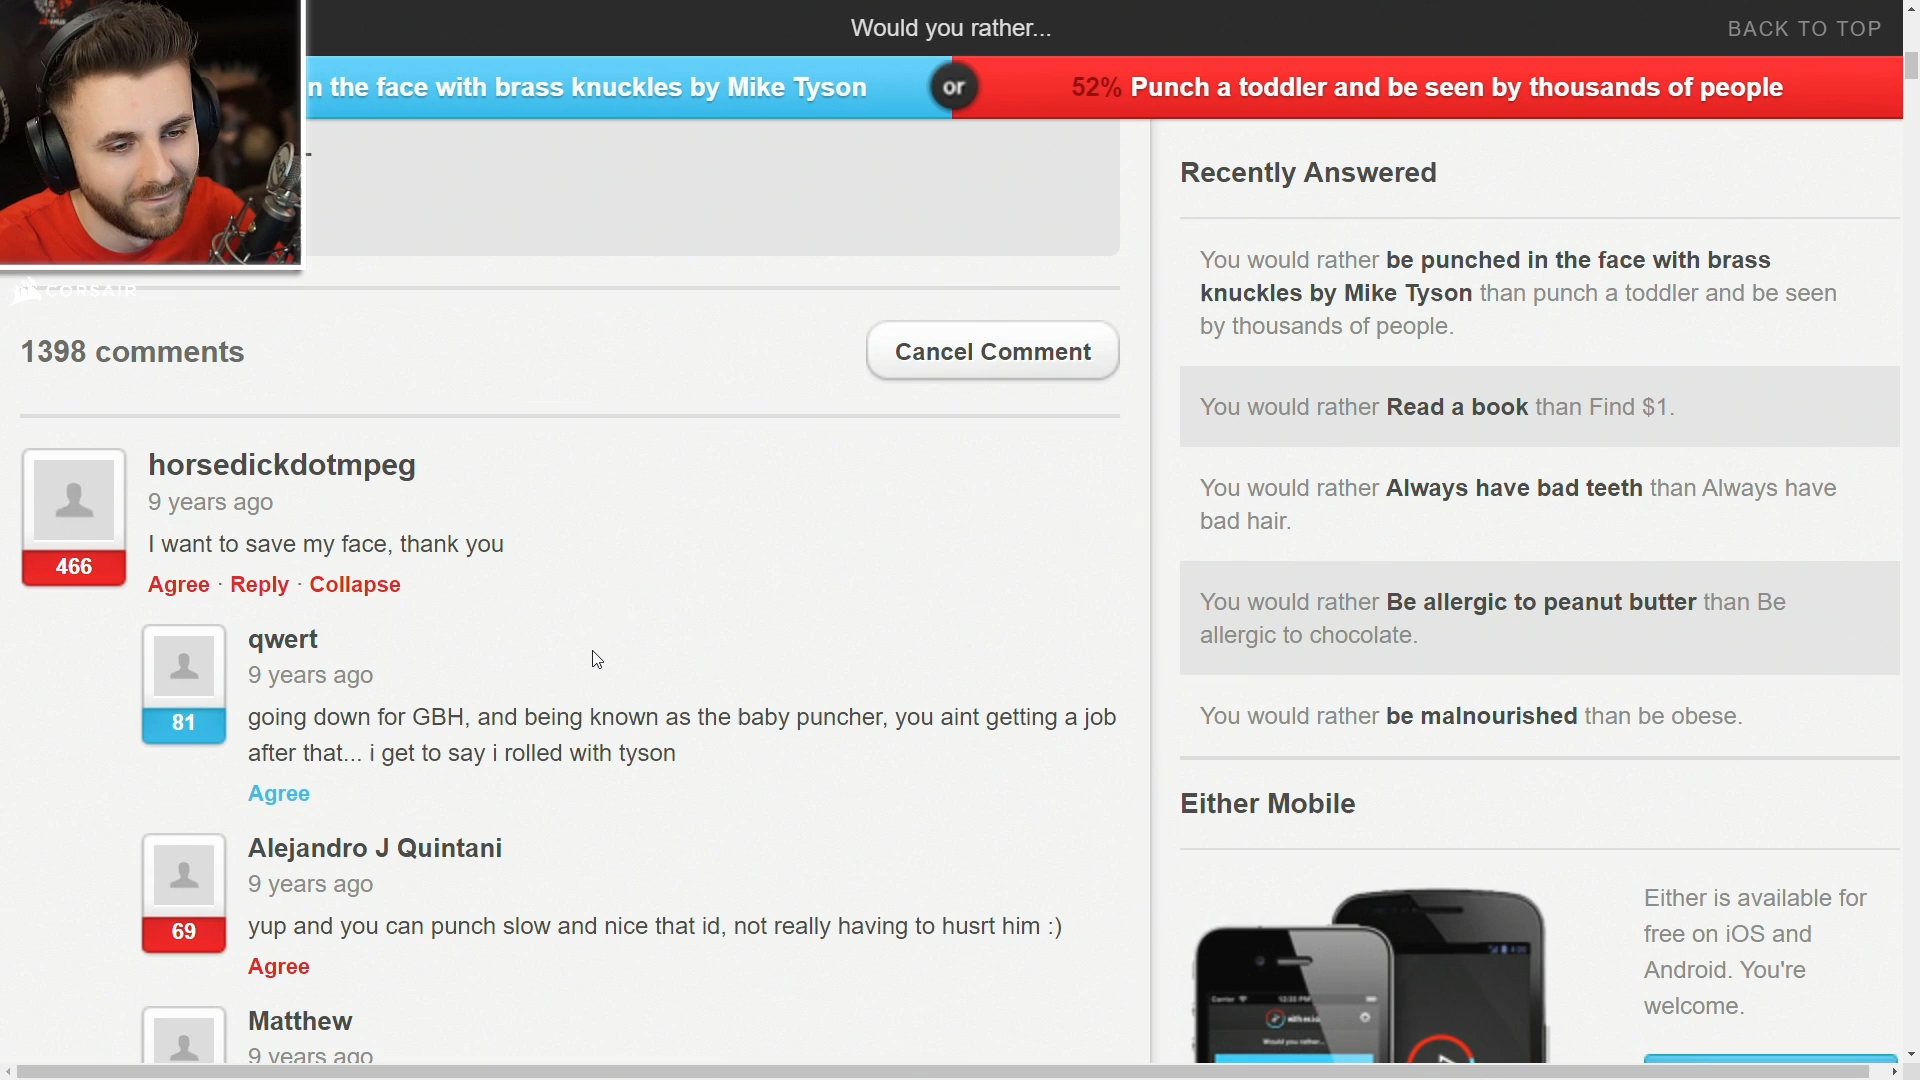 Would you rather...
BACK TO TOP
n the face with brass knuckles by Mike Tyson
or
52% Punch a toddler and be seen by thousands of people
CORSAIR
1398 comments
Cancel Comment
horsedickdotmpeg
9 years ago
I want to save my face, thank you
466
Agree · Reply · Collapse
qwert
9 years ago
81
going down for GBH, and being known as the baby puncher, you aint getting a job
after that... i get to say i rolled with tyson
Agree
Alejandro J Quintani
9 years ago
69
yup and you can punch slow and nice that id, not really having to husrt him :)
Agree
Matthew
9 years ago
Recently Answered
You would rather be punched in the face with brass
knuckles by Mike Tyson than punch a toddler and be seen
by thousands of people.
You would rather Read a book than Find $1.
You would rather Always have bad teeth than Always have
bad hair.
You would rather Be allergic to peanut butter than Be
allergic to chocolate.
You would rather be malnourished than be obese.
Either Mobile
Either is available for
free on iOS and
Android. You're
welcome.
Carrier
12:33 PM
Would you rather...